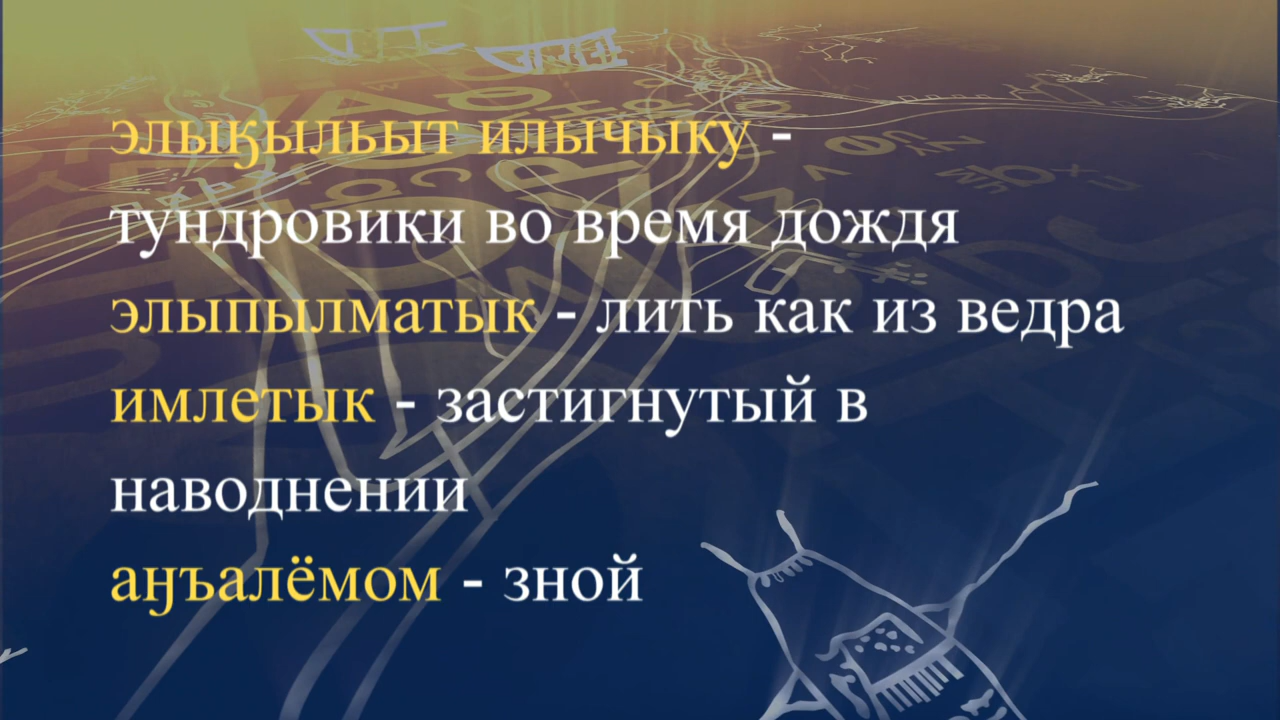 элыӄыльыт илычыку -
тундровики во время дождя
элыпылматык - лить как из ведра
имлетык - застигнутый в
наводнении
аӈъалёмом - зной